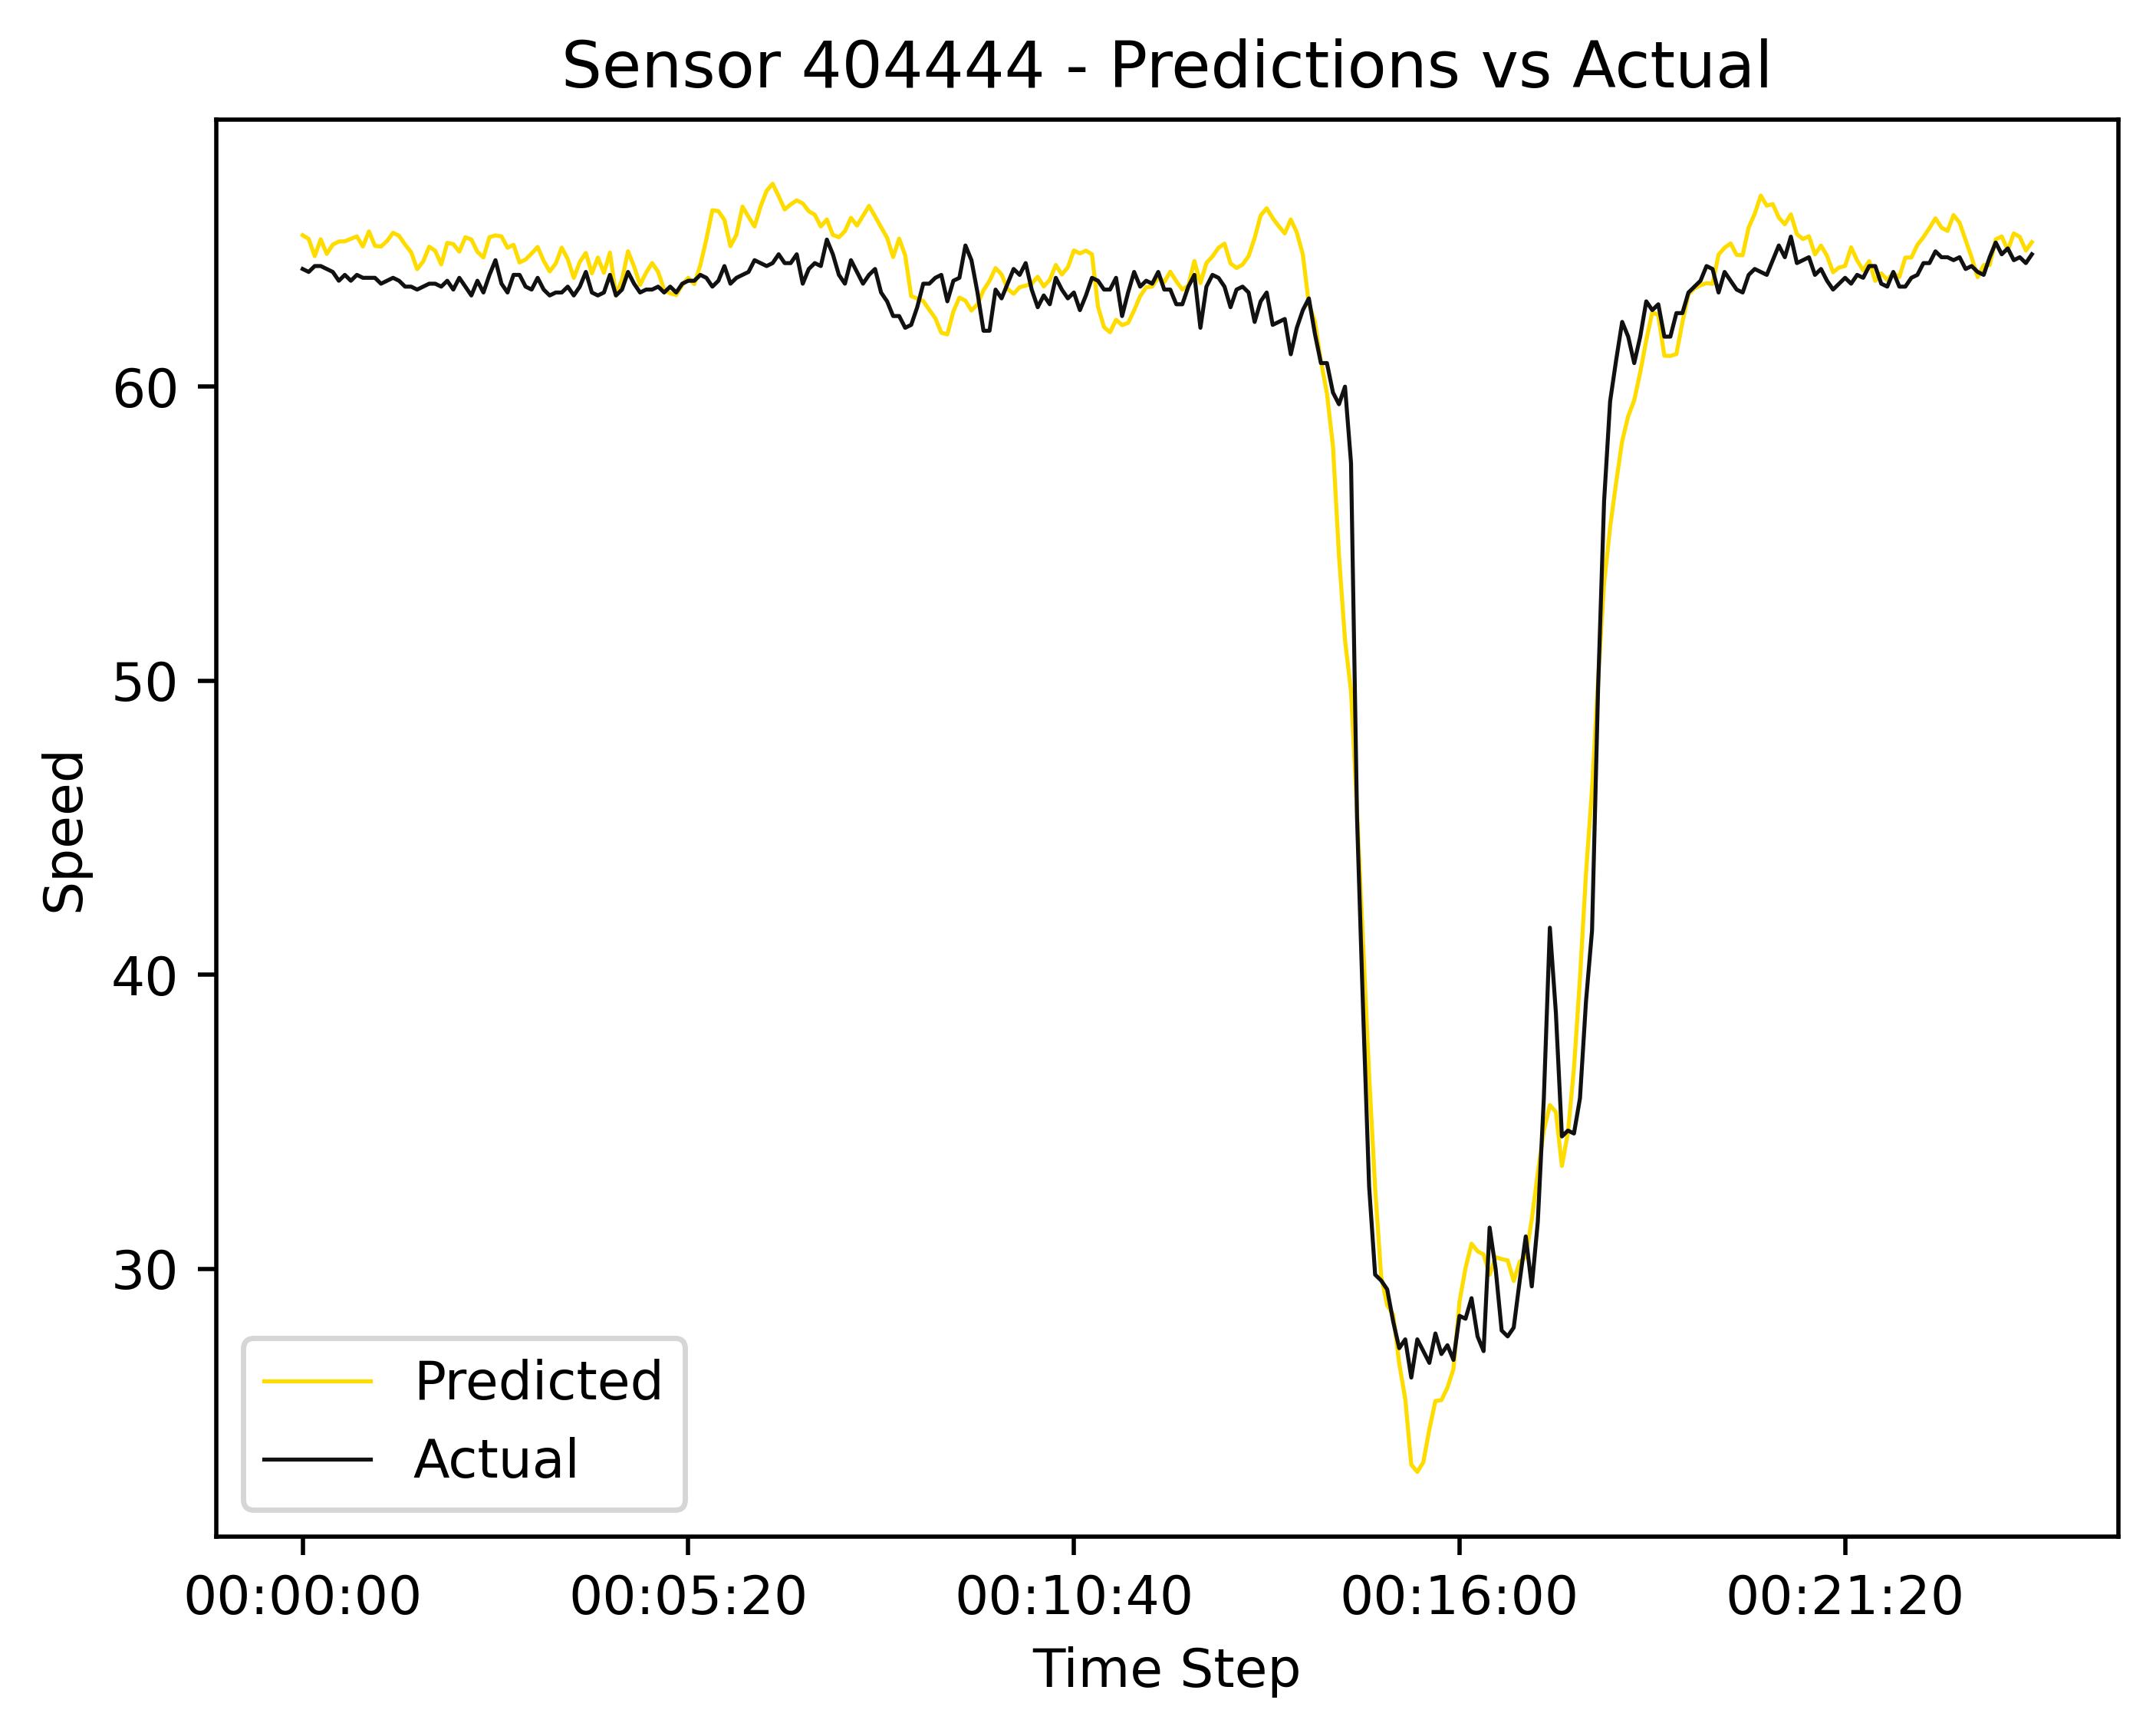 Sensor 404444 - Predictions vs Actual
60
50
40
30
Speed
Predicted
Actual
00:00:00 00:05:20 00:10:40 00:16:00 00:21:20
Time Step